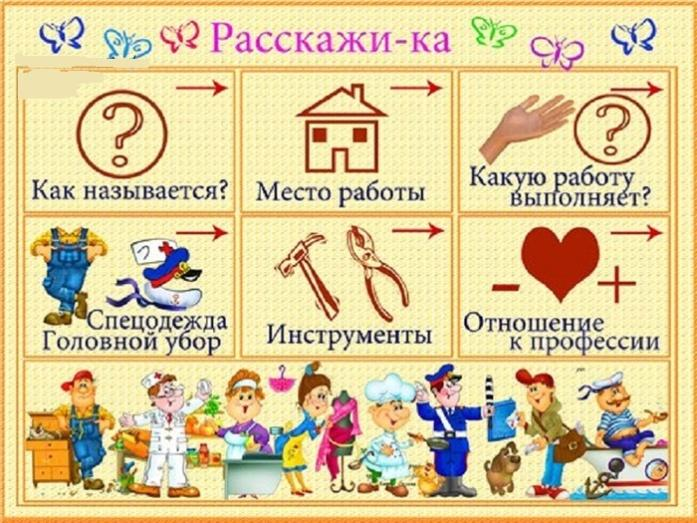 Расскажи-ка
Как называется?
Место работы
Какую работу
выполняет?
Спецодежда
Головной убор
Инструменты
Отношение
к профессии